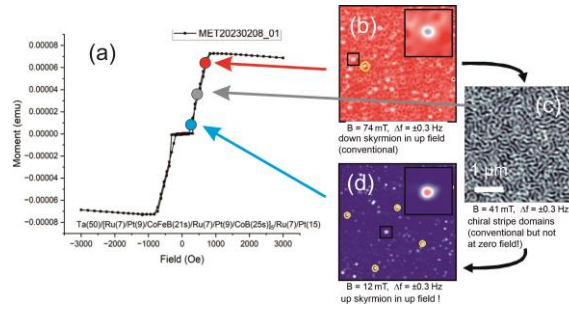 MET20230208_01
(a)
Moment (emu)
0.00008
0.00006
0.00004
0.00002
0.00000
-0.00002
-0.00004
-0.00006
-0.00008
Ta(50)/[Ru(7)/Pt(9)/CoFeB(21s)/Ru(7)/Pt(9)/CoB(25s)]₆/Ru(7)/Pt(15)
-3000 -2000 -1000 0 1000 2000 3000
Field (Oe)
(b)
B = 74 mT, Δf = ±0.3 Hz
down skyrmion in up field
(conventional)
(c)
1 μm
B = 41 mT, Δf = ±0.3 Hz
chiral stripe domains
(conventional but not
at zero field!)
(d)
B = 12 mT, Δf = ±0.3 Hz
up skyrmion in up field !